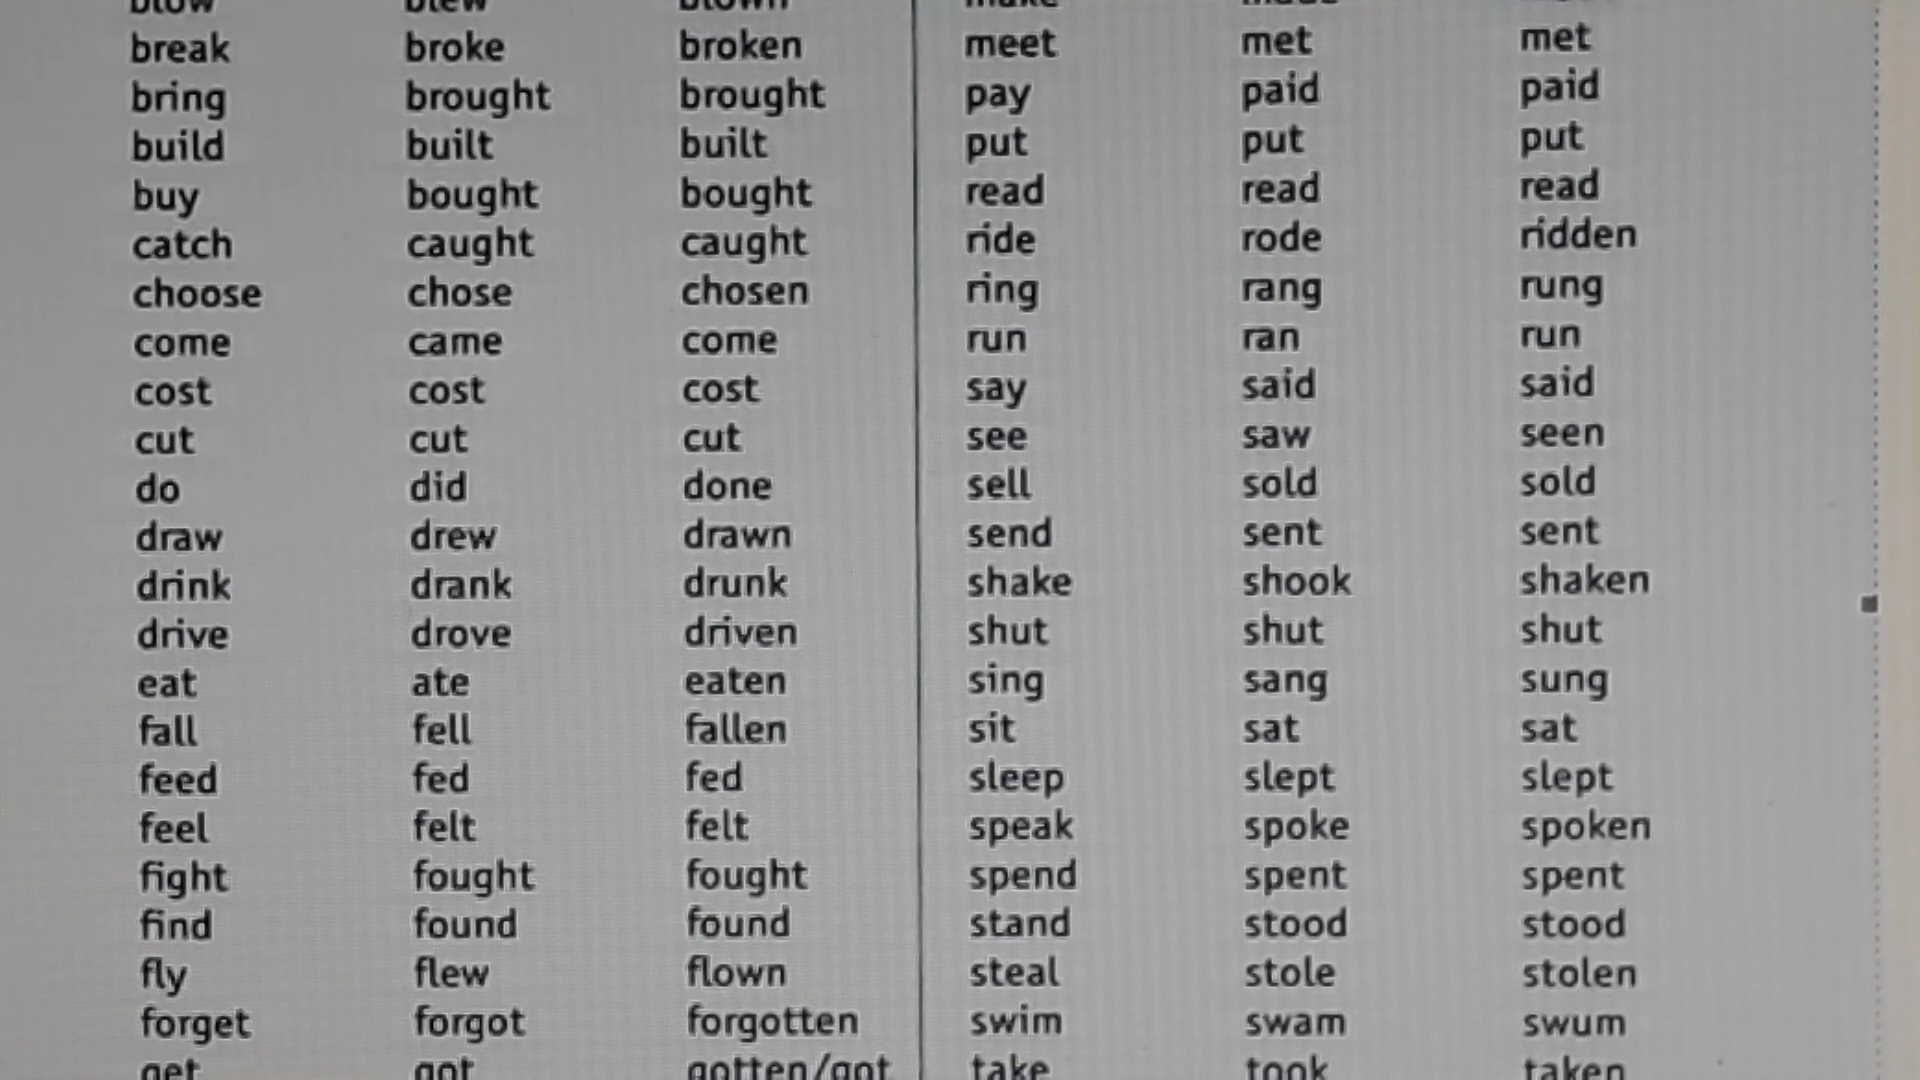 blow blew blown make made
break broke broken meet met met
bring brought brought pay paid paid
build built built put put put
buy bought bought read read read
catch caught caught ride rode ridden
choose chose chosen ring rang rung
come came come run ran run
cost cost cost say said said
cut cut cut see saw seen
do did done sell sold sold
draw drew drawn send sent sent
drink drank drunk shake shook shaken
drive drove driven shut shut shut
eat ate eaten sing sang sung
fall fell fallen sit sat sat
feed fed fed sleep slept slept
feel felt felt speak spoke spoken
fight fought fought spend spent spent
find found found stand stood stood
fly flew flown steal stole stolen
forget forgot forgotten swim swam swum
get got gotten/got take took taken